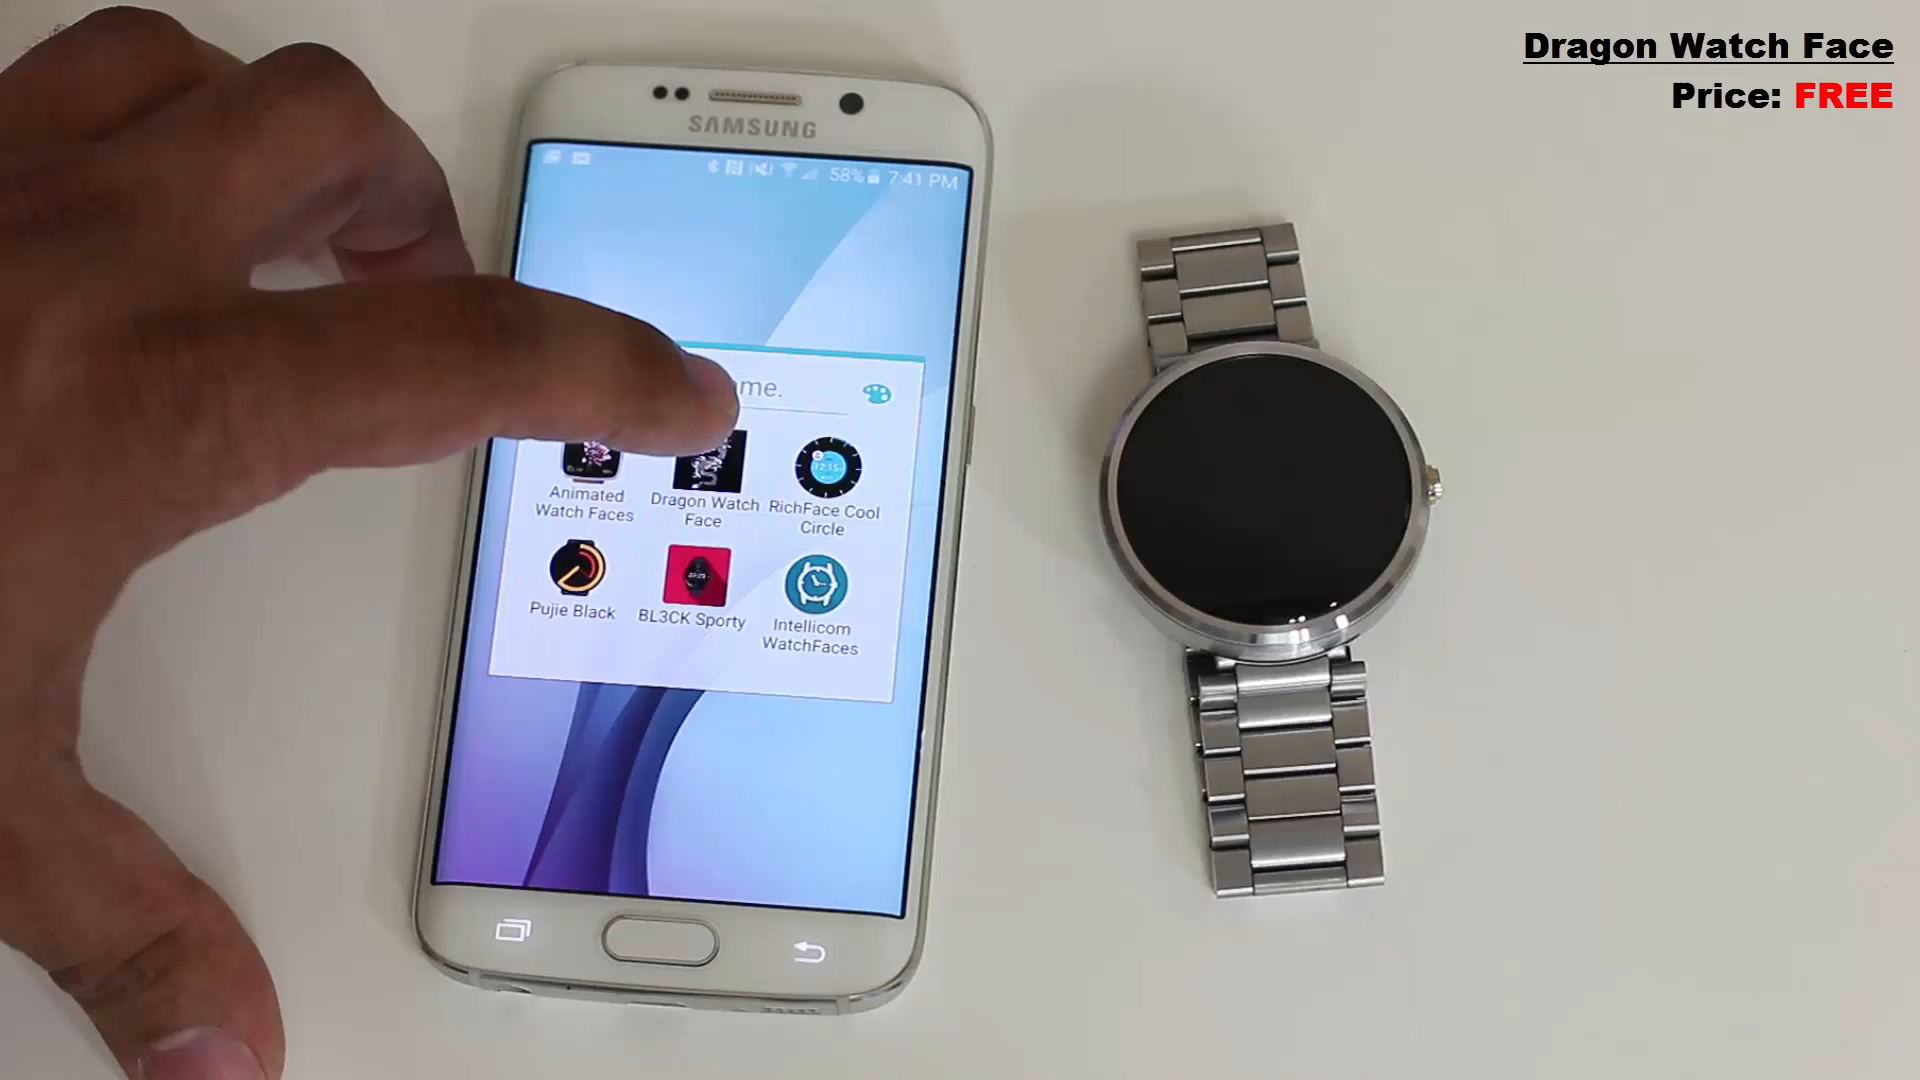 Dragon Watch Face
Price: FREE
SAMSUNG
58% 7:41 PM
Animated
Watch Faces
Dragon Watch
Face
RichFace Cool
Circle
Pujie Black
BL3CK Sporty
Intellicom
WatchFaces